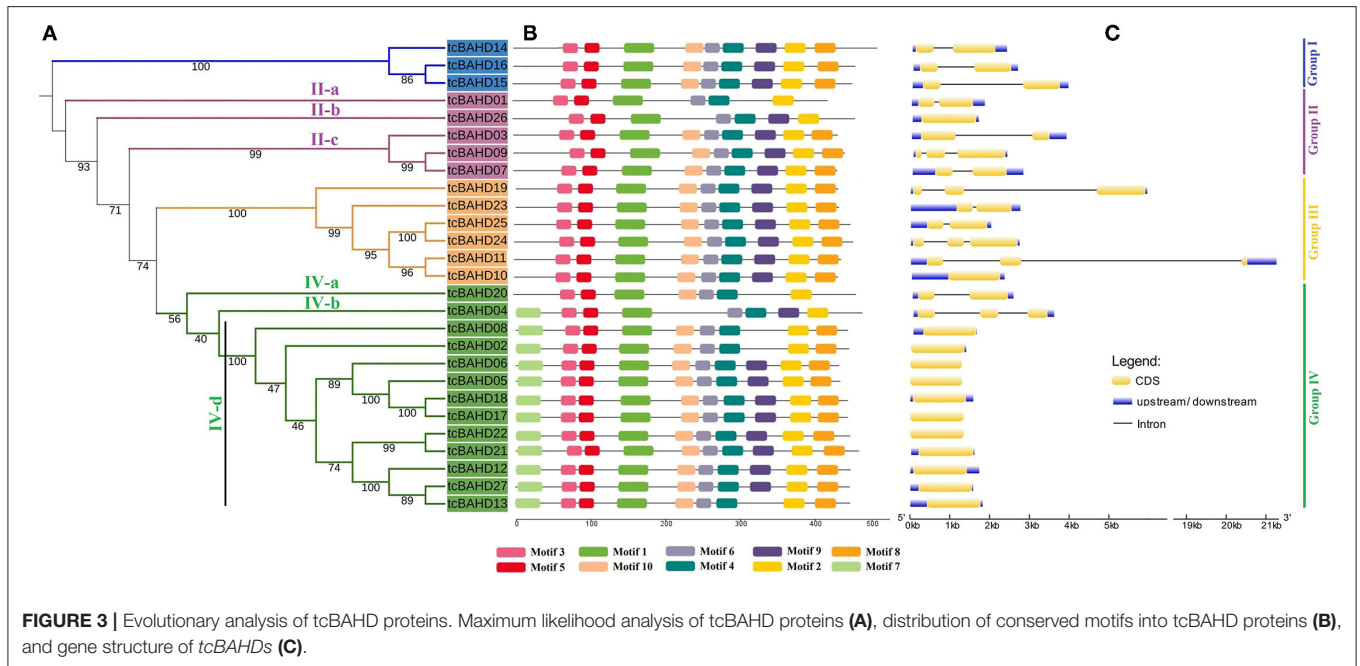 A
B
C
tcBAHD14
tcBAHD16
tcBAHD15
tcBAHD01
tcBAHD26
tcBAHD03
tcBAHD09
tcBAHD07
tcBAHD19
tcBAHD23
tcBAHD25
tcBAHD24
tcBAHD11
tcBAHD10
tcBAHD20
tcBAHD04
tcBAHD08
tcBAHD02
tcBAHD06
tcBAHD05
tcBAHD18
tcBAHD17
tcBAHD22
tcBAHD21
tcBAHD12
tcBAHD27
tcBAHD13
100
86
II-a
II-b
93
II-c
99
99
71
100
99
100
95
96
74
IV-a
IV-b
56
40
100
IV-d
47
89
100
100
46
99
74
100
89
0 100 200 300 400 500
Motif 3 Motif 1 Motif 6 Motif 9 Motif 8
Motif 5 Motif 10 Motif 4 Motif 2 Motif 7
Group I
Group II
Group III
Group IV
Legend:
CDS
upstream/ downstream
Intron
5' 3'
0kb 1kb 2kb 3kb 4kb 5kb 19kb 20kb 21kb
FIGURE 3 | Evolutionary analysis of tcBAHD proteins. Maximum likelihood analysis of tcBAHD proteins (A), distribution of conserved motifs into tcBAHD proteins (B),
and gene structure of tcBAHDs (C).